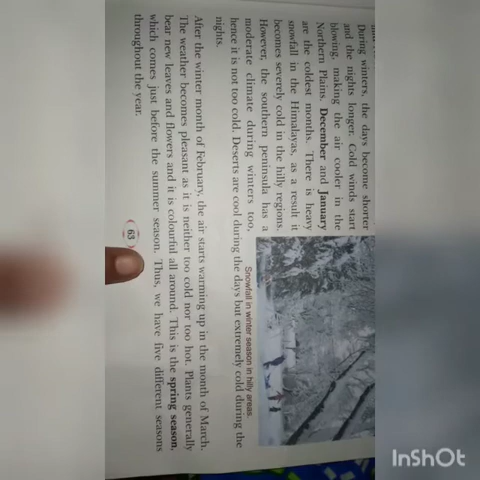 During winters, the days become shorter
and the nights longer. Cold winds start
blowing, making the air cooler in the
Northern Plains. December and January
are the coldest months. There is heavy
snowfall in the Himalayas, as a result it
becomes severely cold in the hilly regions.
However, the southern peninsula has a
moderate climate during winters too,
hence it is not too cold. Deserts are cool during the days but extremely cold during the
nights.
Snowfall in winter season in hilly areas.
After the winter month of February, the air starts warming up in the month of March.
The weather becomes pleasant as it is neither too cold nor too hot. Plants generally
bear new leaves and flowers and it is colourful all around. This is the spring season,
which comes just before the summer season. Thus, we have five different seasons
throughout the year.
63
InShOt